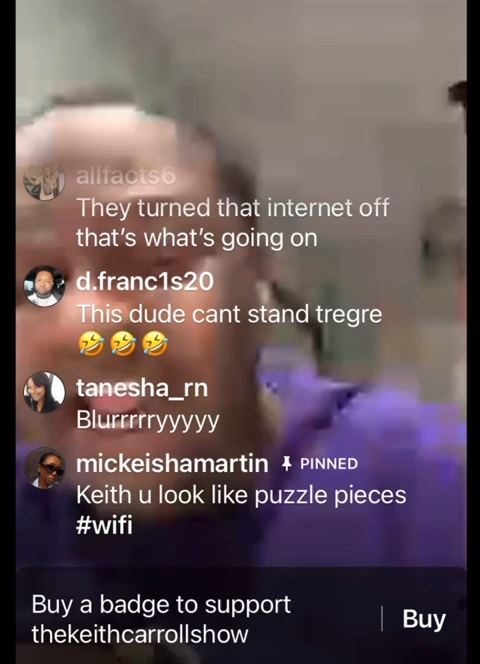 allfacts6
They turned that internet off
that's what's going on
d.franc1s20
This dude cant stand tregre
🤣🤣🤣
tanesha_rn
Blurrrrryyyyy
mickeishamartin PINNED
Keith u look like puzzle pieces
#wifi
Buy a badge to support
thekeithcarrollshow
Buy